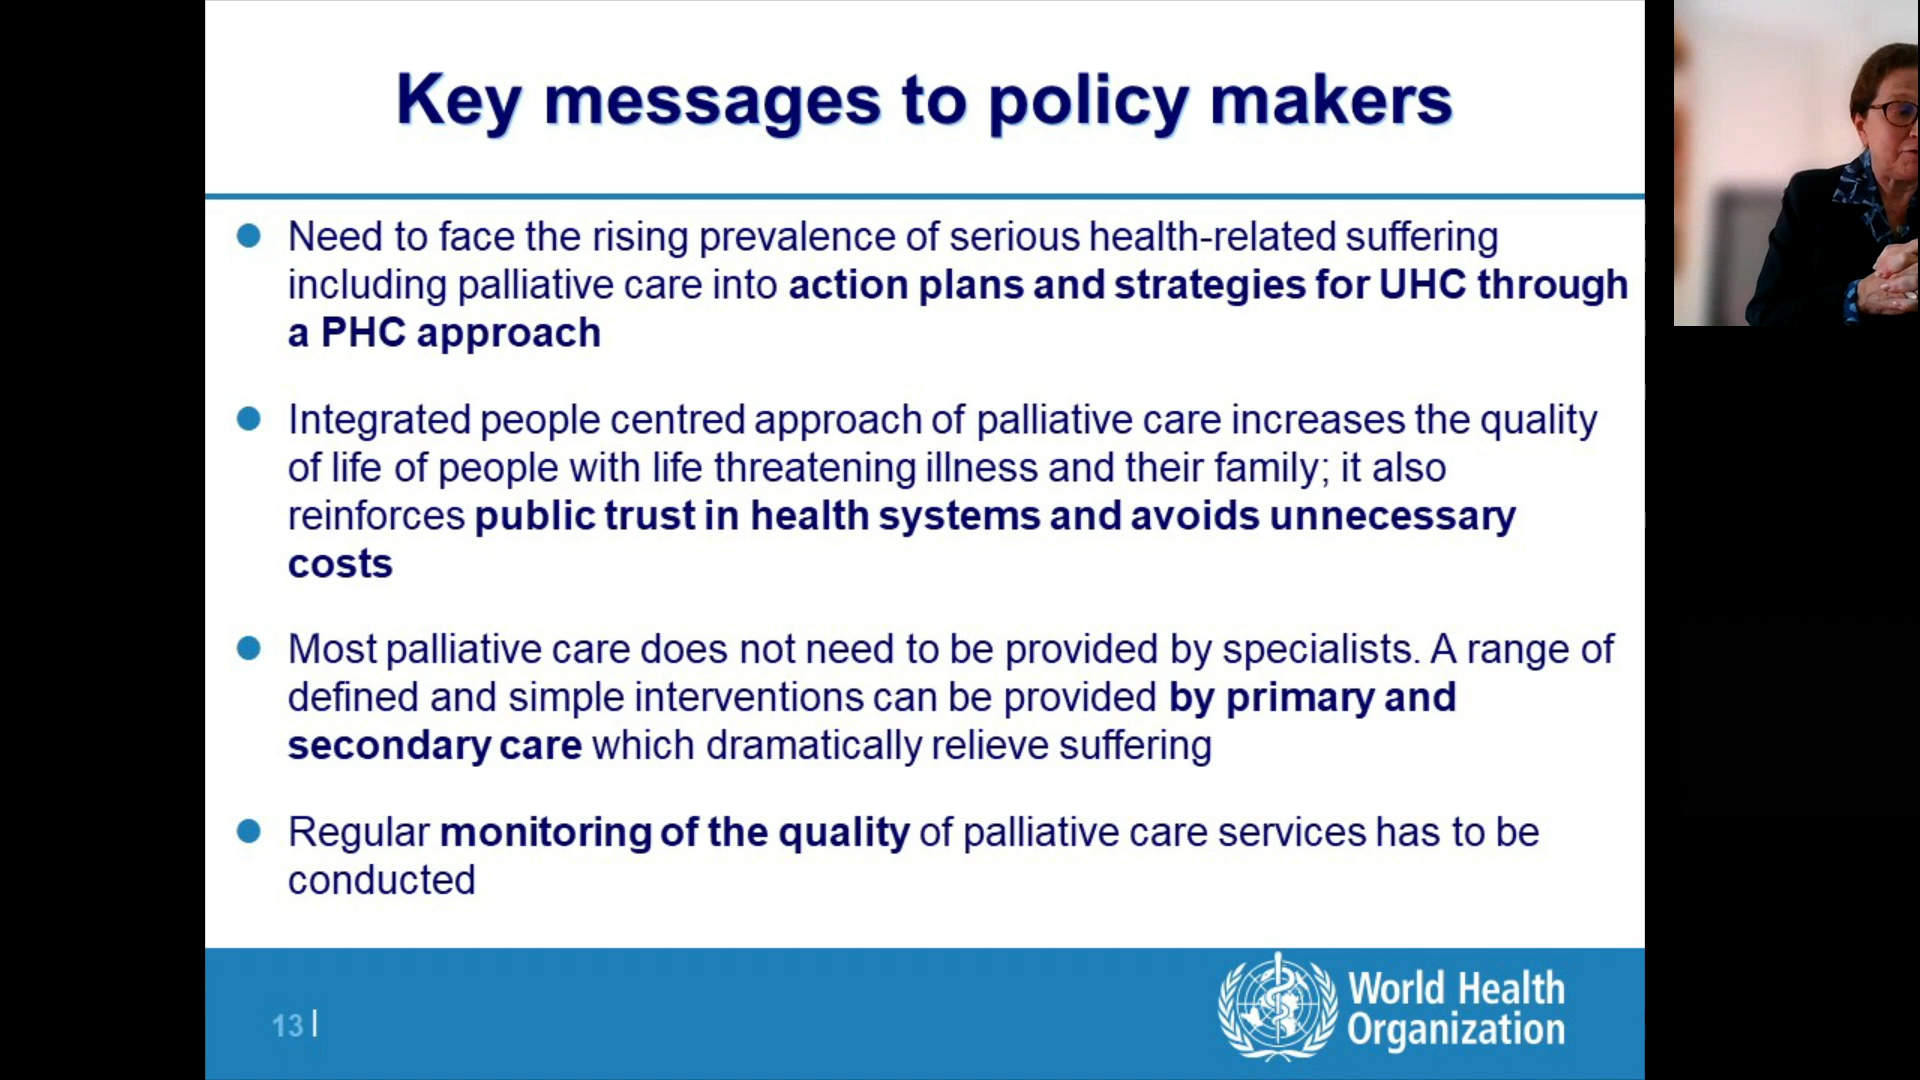 Key messages to policy makers
Need to face the rising prevalence of serious health-related suffering
including palliative care into action plans and strategies for UHC through
a PHC approach
Integrated people centred approach of palliative care increases the quality
of life of people with life threatening illness and their family; it also
reinforces public trust in health systems and avoids unnecessary
costs
Most palliative care does not need to be provided by specialists. A range of
defined and simple interventions can be provided by primary and
secondary care which dramatically relieve suffering
Regular monitoring of the quality of palliative care services has to be
conducted
13 |
World Health
Organization